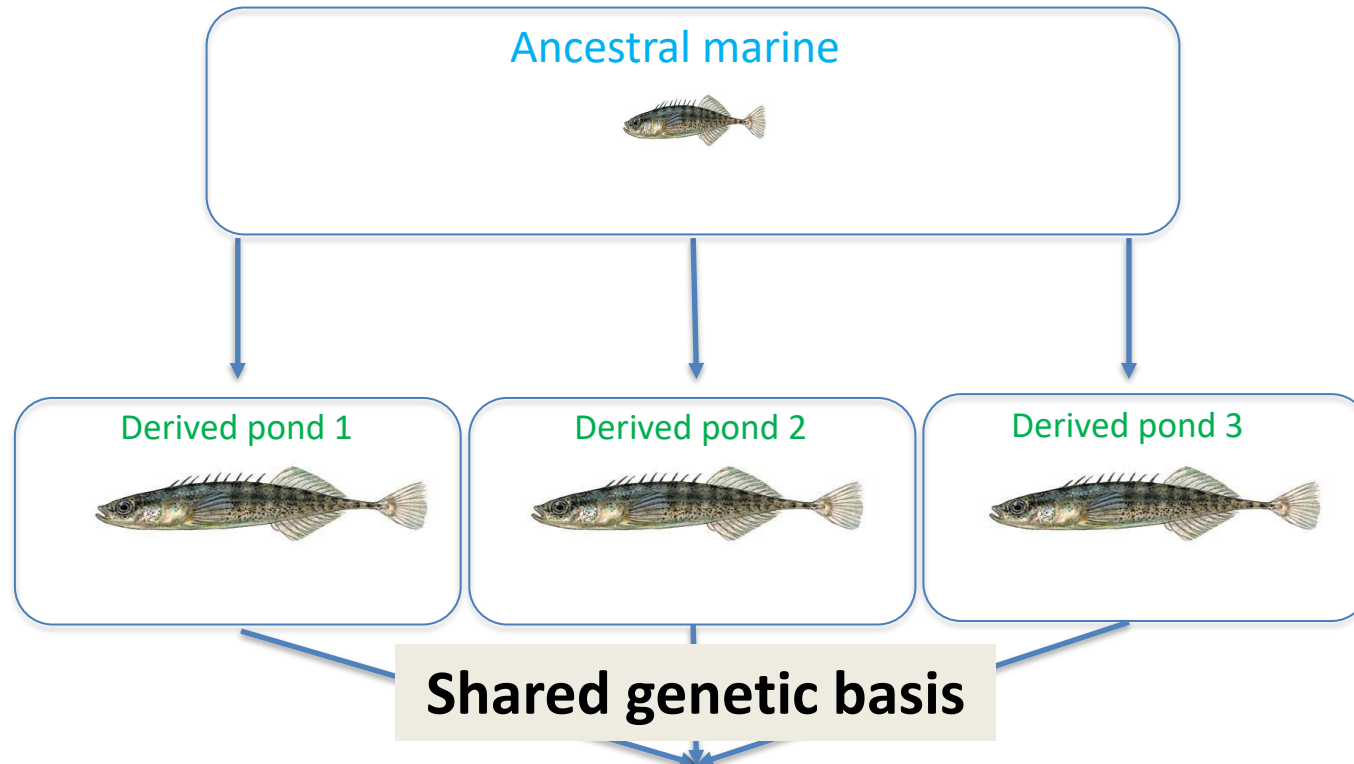 Ancestral marine
Derived pond 1
Derived pond 2
Derived pond 3
Shared genetic basis